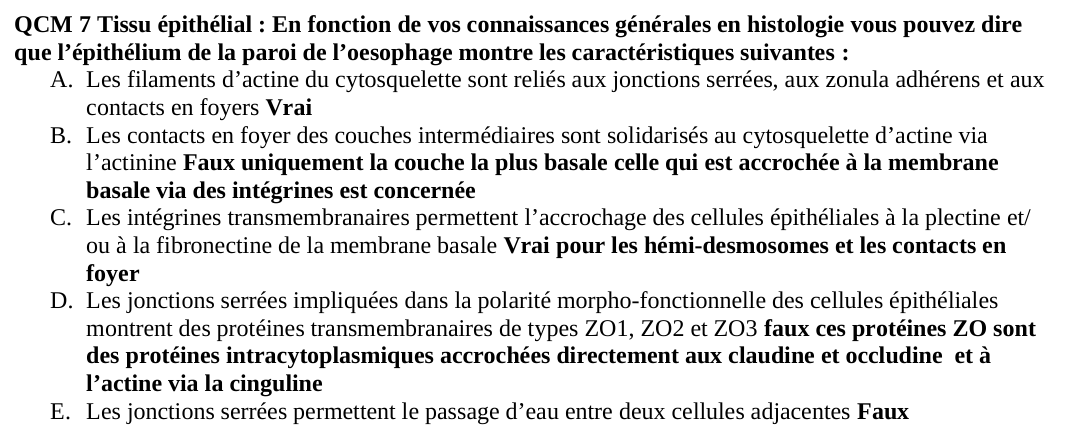 QCM 7 Tissu épithélial : En fonction de vos connaissances générales en histologie vous pouvez dire
que l’épithélium de la paroi de l’oesophage montre les caractéristiques suivantes :
A. Les filaments d’actine du cytosquelette sont reliés aux jonctions serrées, aux zonula adhérens et aux
contacts en foyers Vrai
B. Les contacts en foyer des couches intermédiaires sont solidarisés au cytosquelette d’actine via
l’actinine Faux uniquement la couche la plus basale celle qui est accrochée à la membrane
basale via des intégrines est concernée
C. Les intégrines transmembranaires permettent l’accrochage des cellules épithéliales à la plectine et/
ou à la fibronectine de la membrane basale Vrai pour les hémi-desmosomes et les contacts en
foyer
D. Les jonctions serrées impliquées dans la polarité morpho-fonctionnelle des cellules épithéliales
montrent des protéines transmembranaires de types ZO1, ZO2 et ZO3 faux ces protéines ZO sont
des protéines intracytoplasmiques accrochées directement aux claudine et occludine et à
l’actine via la cinguline
E. Les jonctions serrées permettent le passage d’eau entre deux cellules adjacentes Faux